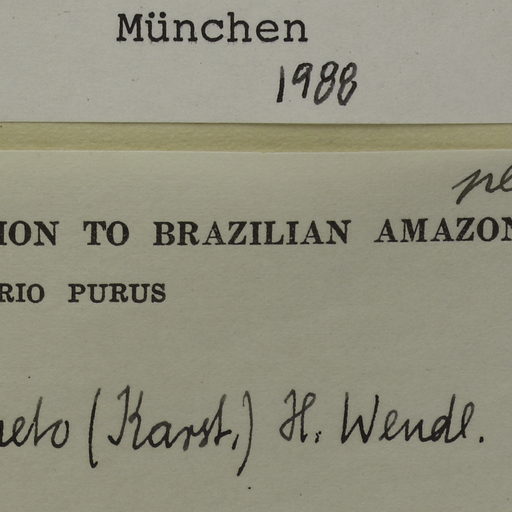 München
1988
ION TO BRAZILIAN AMAZON
RIO PURUS
(Karst.) H. Wendl.